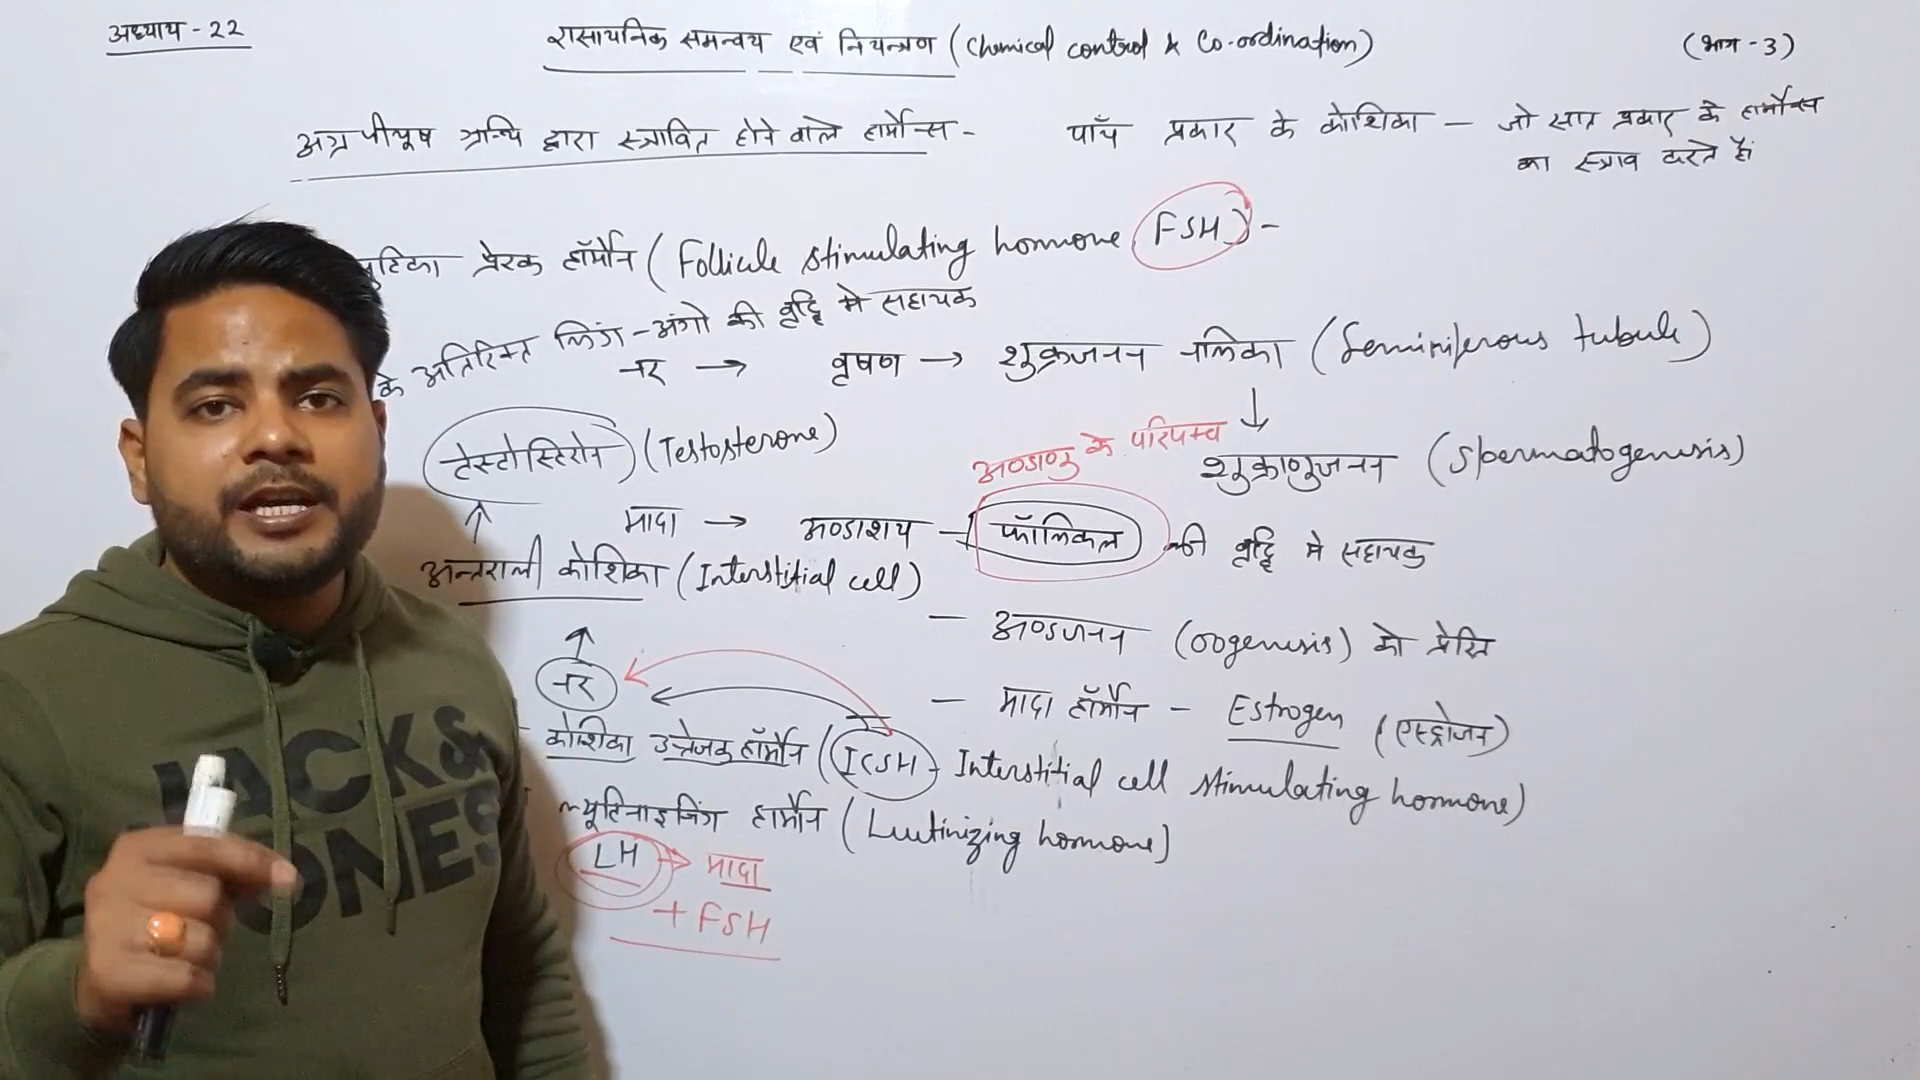 अध्याय - 22
रासायनिक समन्वय एवं नियन्त्रण (Chemical control & Co-ordination)
(भाग - 3)
अग्र पीयूष ग्रन्थि द्वारा स्त्रावित होने वाले हार्मोन्स -
पाँच प्रकार के कोशिका - जो सात प्रकार के हार्मोन्स
का स्त्राव करते हैं
प्रेरक हॉर्मोन (Follicle stimulating hormone FSH) -
के अतिरिक्त लिंग - अंगो की वृद्धि मे सहायक
नर → वृषण → शुक्रजनन नलिका (Seminiferous tubule)
↓
टेस्टोस्टिरोन (Testosterone)
अण्डाणु के परिपक्व
शुक्राणुजनन (Spermatogenesis)
↑
मादा → अण्डाशय - फॉलिकल की वृद्धि मे सहायक
अन्तराली कोशिका (Interstitial cell)
- अण्डजनन (oogenesis) को प्रेरित
↑
नर
- मादा हॉर्मोन - Estrogen (एस्ट्रोजन)
- कोशिका उत्तेजक हॉर्मोन (ICSH - Interstitial cell stimulating hormone)
ल्यूटिनाइजिंग हार्मोन (Luutinizing hormone)
LH → मादा
+ FSH
JACK &
JONES